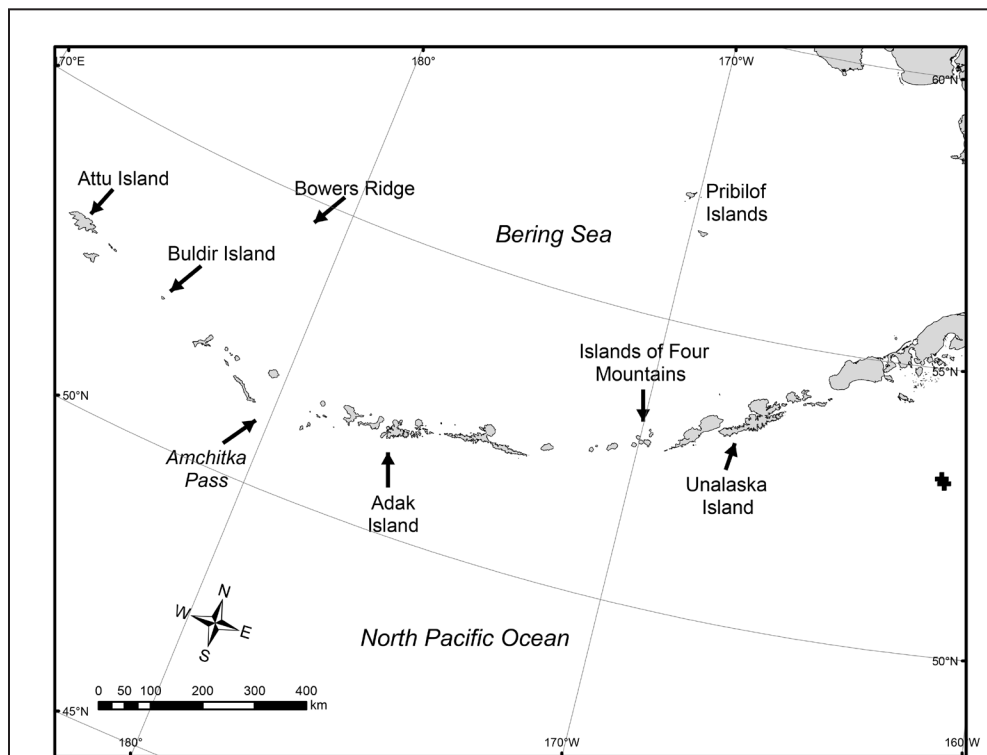 70°E
180°
170°W
60°N
Attu Island
Bowers Ridge
Pribilof
Islands
Bering Sea
Buldir Island
Islands of Four
Mountains
55°N
50°N
Amchitka
Pass
Adak
Island
Unalaska
Island
N
W
E
S
North Pacific Ocean
50°N
0 50 100 200 300 400
km
45°N
180°
170°W
160°W